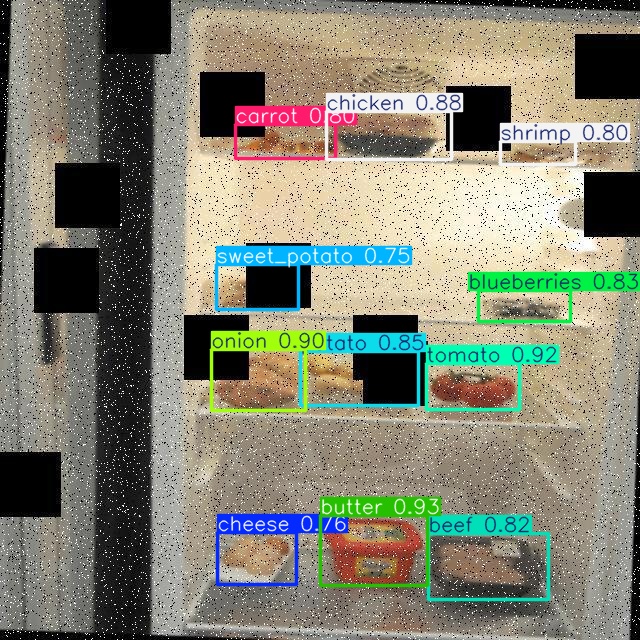 chicken 0.88
carrot 0.80
shrimp 0.80
sweet_potato 0.75
blueberries 0.83
onion 0.90
tato 0.85
tomato 0.92
butter 0.93
cheese 0.76
beef 0.82